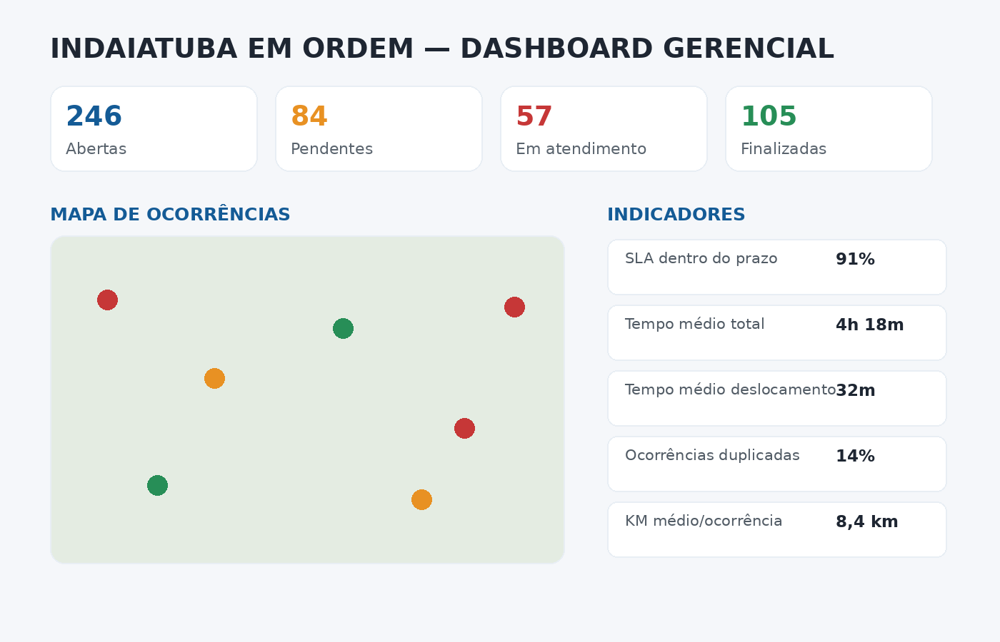 INDAIATUBA EM ORDEM — DASHBOARD GERENCIAL
246
Abertas
84
Pendentes
57
Em atendimento
105
Finalizadas
MAPA DE OCORRÊNCIAS
INDICADORES
SLA dentro do prazo 91%
Tempo médio total 4h 18m
Tempo médio deslocamento 32m
Ocorrências duplicadas 14%
KM médio/ocorrência 8,4 km